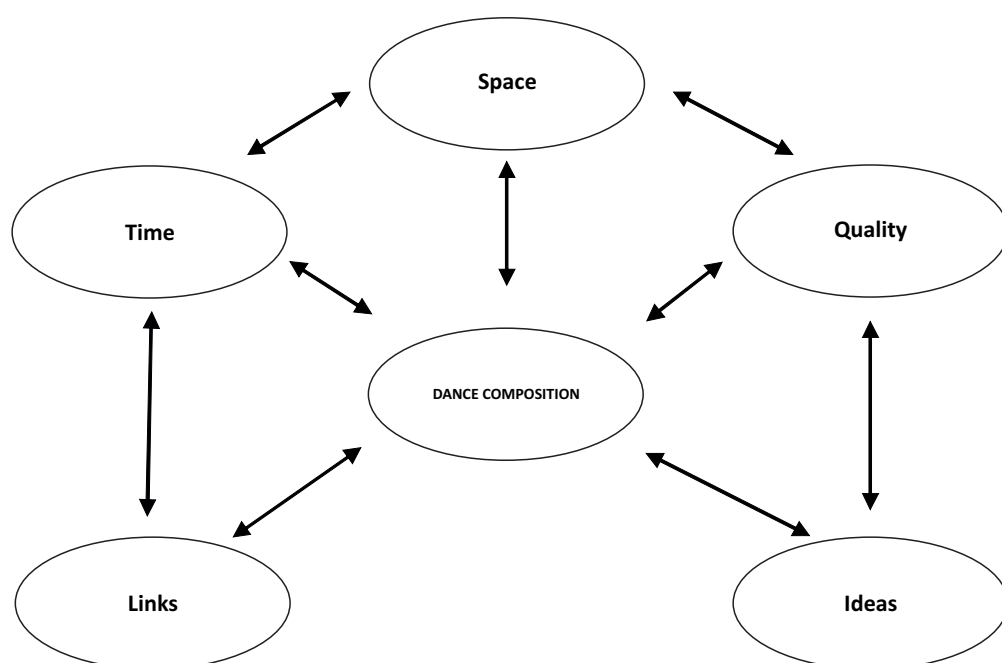 Space
Time
Quality
DANCE COMPOSITION
Links
Ideas